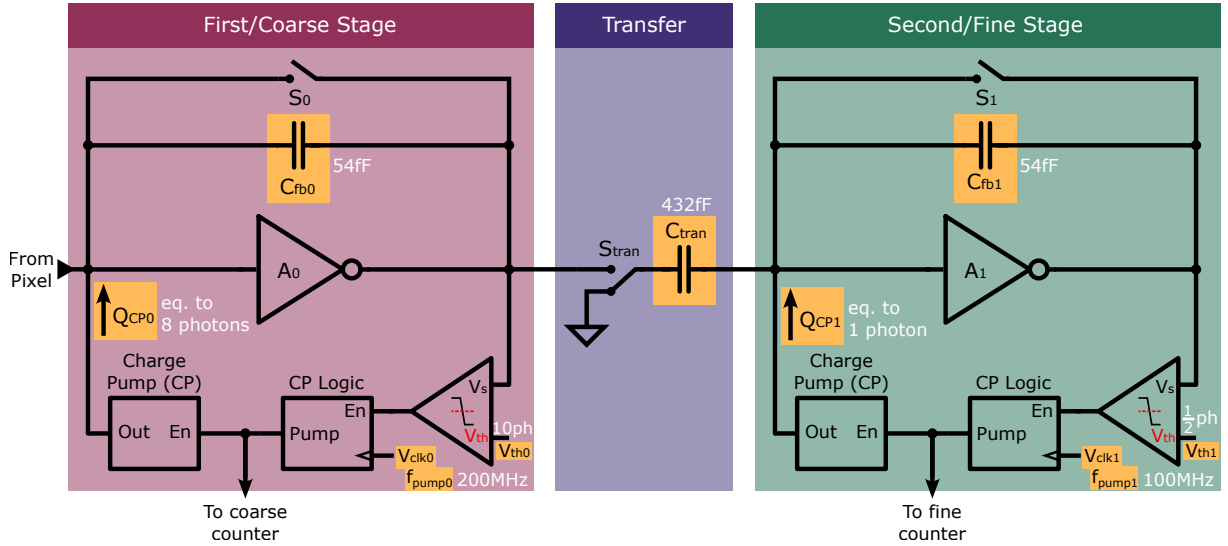 First/Coarse Stage
Transfer
Second/Fine Stage
S0
Cfb0
54fF
A0
From
Pixel
QCP0
eq. to
8 photons
Charge
Pump (CP)
Out
En
CP Logic
En
Pump
Vs
Vth
10ph
Vth0
Vclk0
fpump0
200MHz
To coarse
counter
432fF
Ctran
Stran
S1
Cfb1
54fF
A1
QCP1
eq. to
1 photon
Charge
Pump (CP)
Out
En
CP Logic
En
Pump
Vs
Vth
1/2 ph
Vth1
Vclk1
fpump1
100MHz
To fine
counter